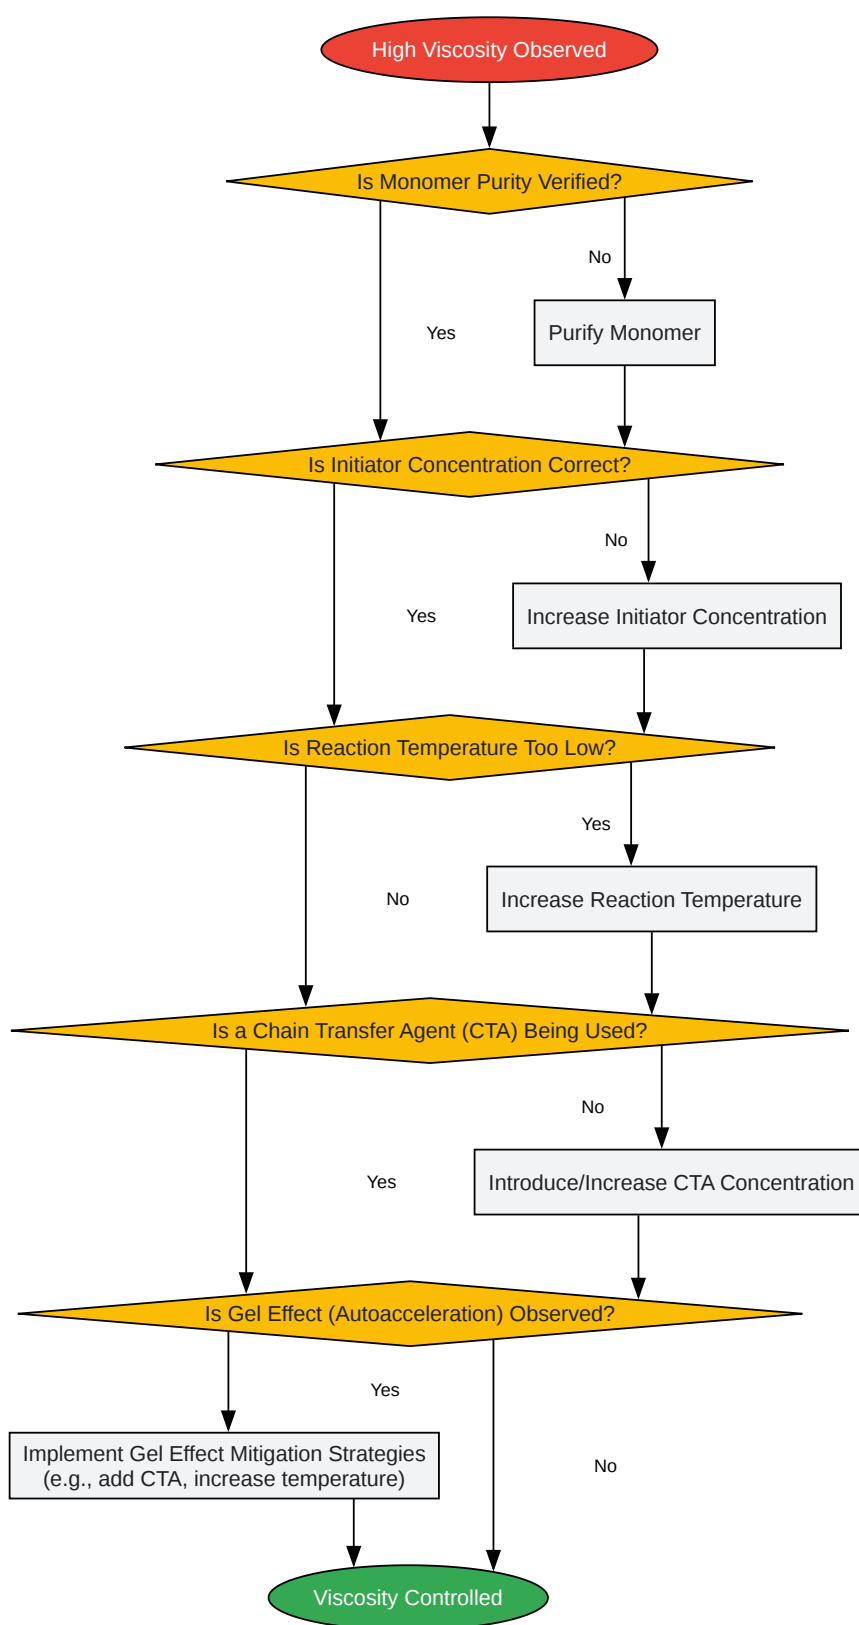 High Viscosity Observed
Is Monomer Purity Verified?
No
Yes
Purify Monomer
Is Initiator Concentration Correct?
No
Yes
Increase Initiator Concentration
Is Reaction Temperature Too Low?
Yes
No
Increase Reaction Temperature
Is a Chain Transfer Agent (CTA) Being Used?
No
Yes
Introduce/Increase CTA Concentration
Is Gel Effect (Autoacceleration) Observed?
Yes
Implement Gel Effect Mitigation Strategies
(e.g., add CTA, increase temperature)
No
Viscosity Controlled